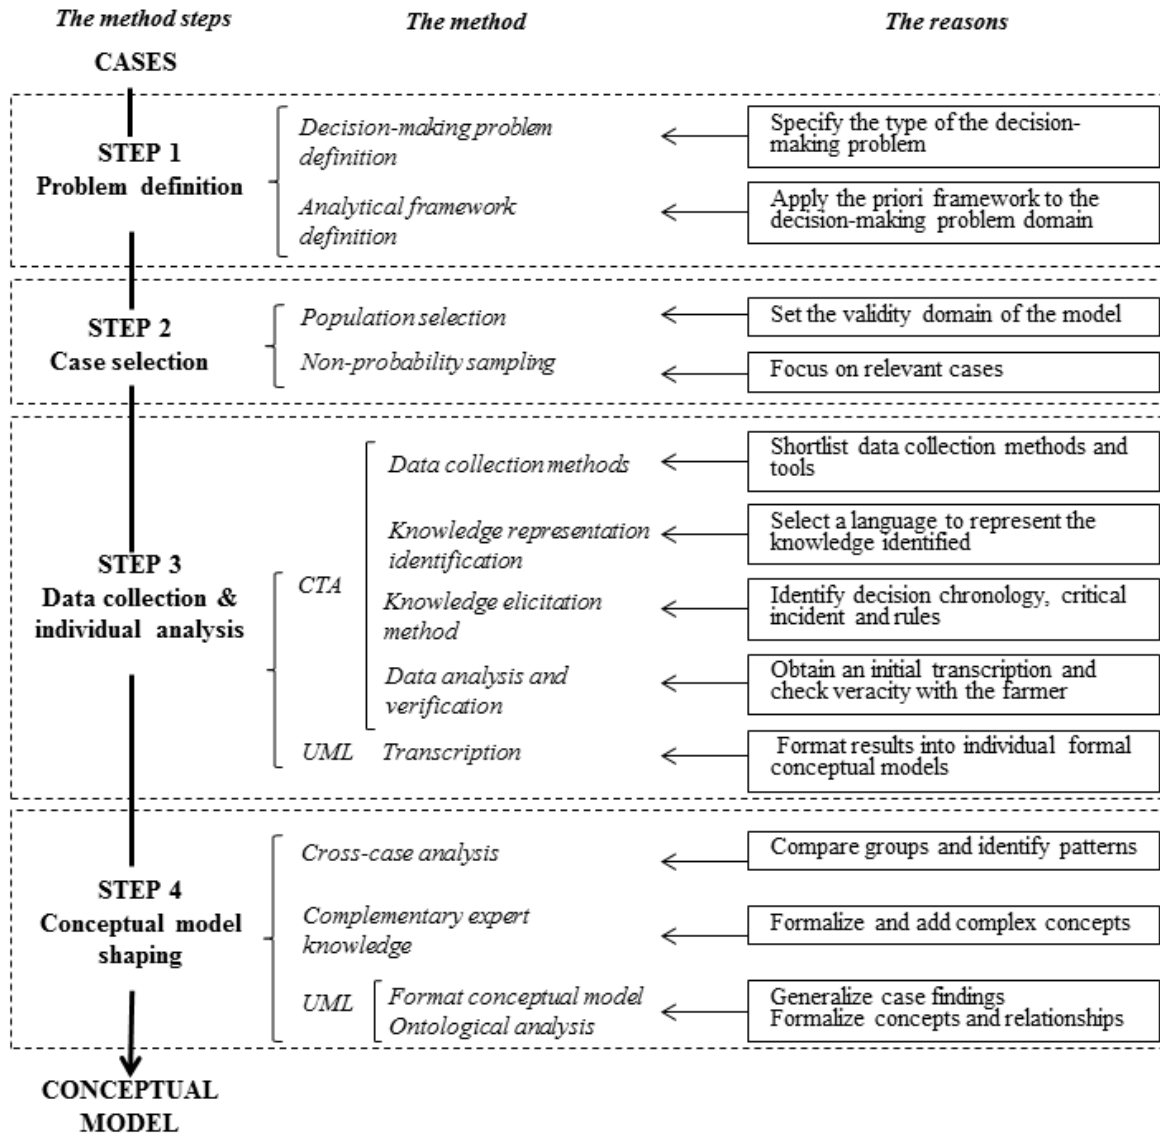 The method steps
The method
The reasons
CASES
STEP 1
Problem definition
Decision-making problem
definition
Specify the type of the decision-
making problem
Analytical framework
definition
Apply the priori framework to the
decision-making problem domain
STEP 2
Case selection
Population selection
Set the validity domain of the model
Non-probability sampling
Focus on relevant cases
STEP 3
Data collection &
individual analysis
CTA
Data collection methods
Shortlist data collection methods and
tools
Knowledge representation
identification
Select a language to represent the
knowledge identified
Knowledge elicitation
method
Identify decision chronology, critical
incident and rules
Data analysis and
verification
Obtain an initial transcription and
check veracity with the farmer
UML
Transcription
Format results into individual formal
conceptual models
STEP 4
Conceptual model
shaping
Cross-case analysis
Compare groups and identify patterns
Complementary expert
knowledge
Formalize and add complex concepts
UML
Format conceptual model
Ontological analysis
Generalize case findings
Formalize concepts and relationships
CONCEPTUAL
MODEL